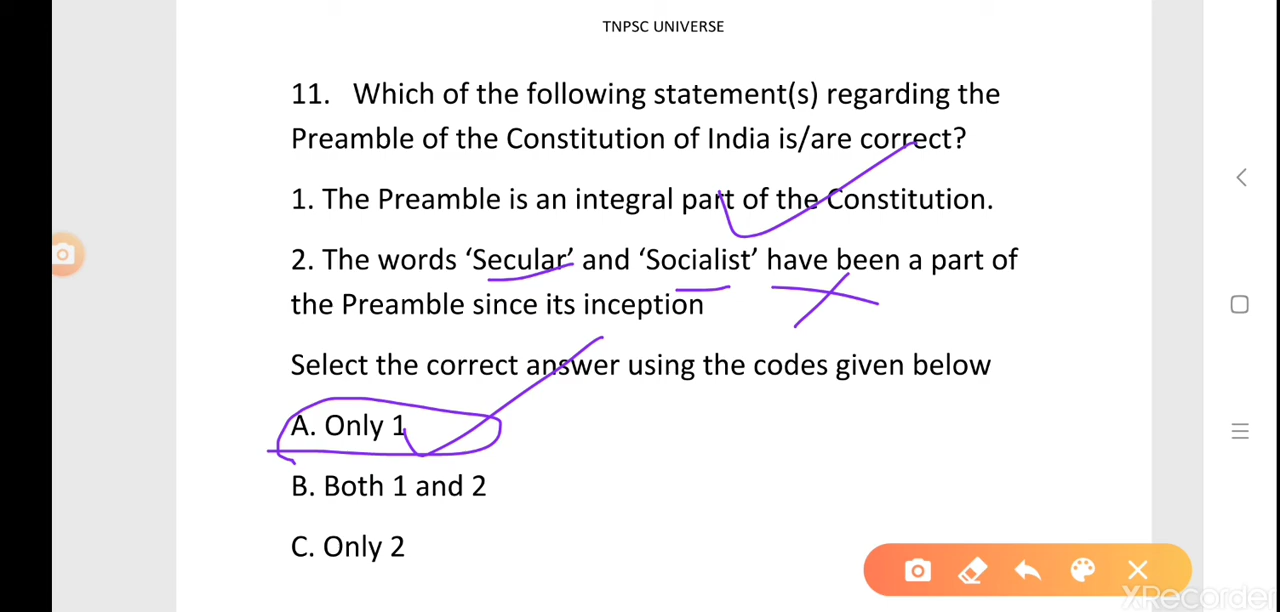 TNPSC UNIVERSE
11. Which of the following statement(s) regarding the
Preamble of the Constitution of India is/are correct?
1. The Preamble is an integral part of the Constitution.
2. The words ‘Secular’ and ‘Socialist’ have been a part of
the Preamble since its inception
Select the correct answer using the codes given below
A. Only 1
B. Both 1 and 2
C. Only 2
XRecorder